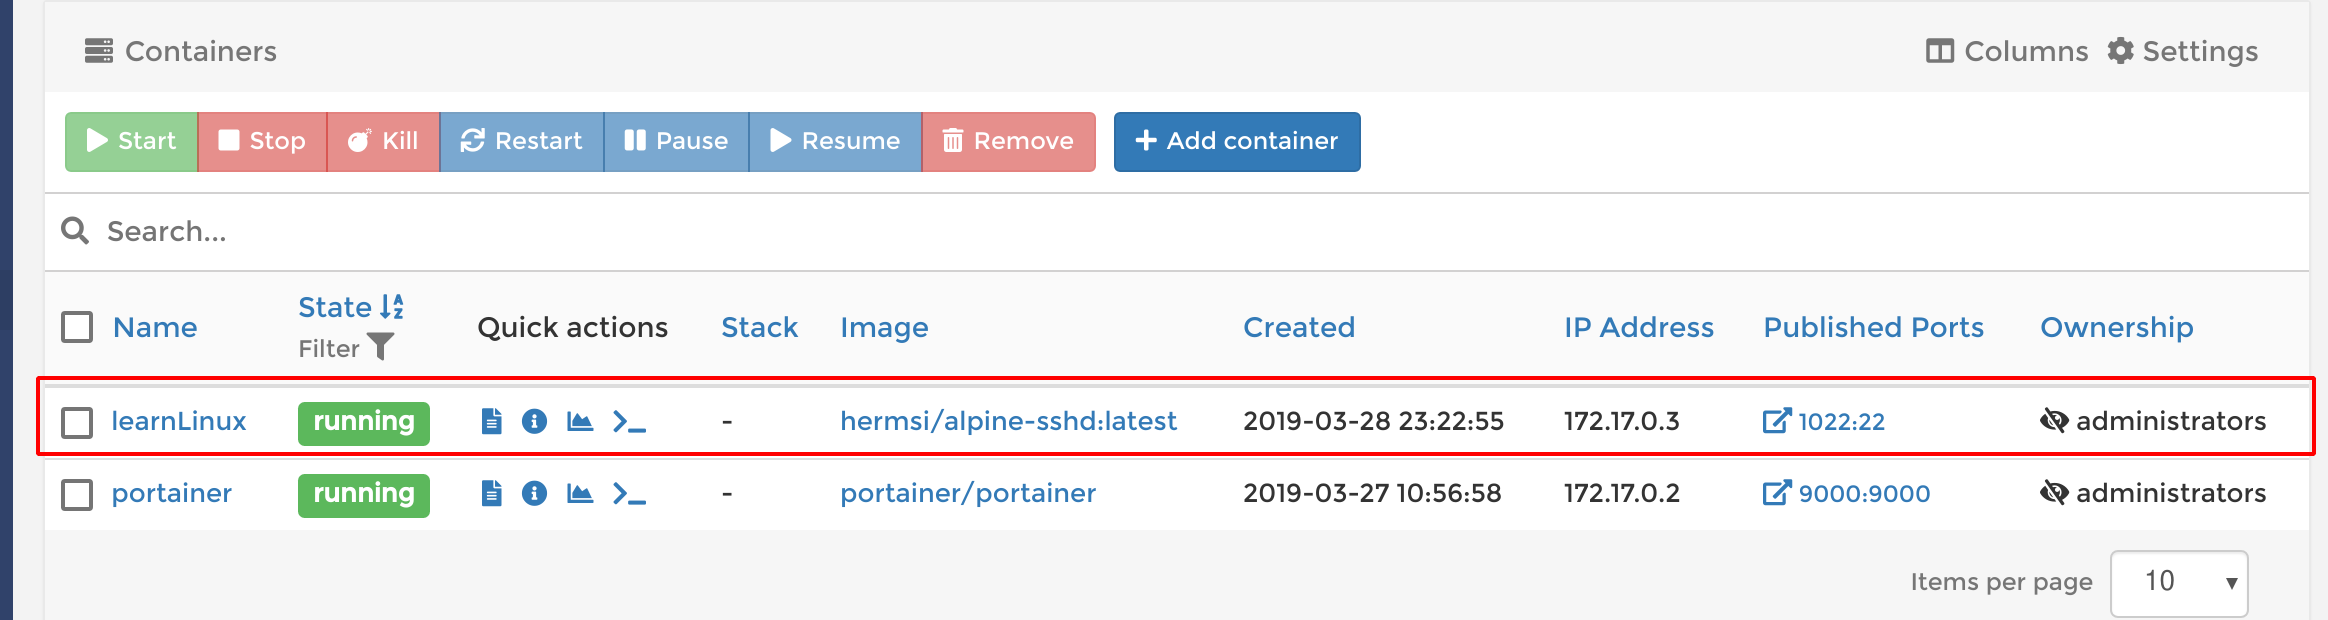 Containers Columns Settings
Start Stop Kill Restart Pause Resume Remove Add container
Search...
Name State Filter Quick actions Stack Image Created IP Address Published Ports Ownership
learnLinux running - hermsi/alpine-sshd:latest 2019-03-28 23:22:55 172.17.0.3 1022:22 administrators
portainer running - portainer/portainer 2019-03-27 10:56:58 172.17.0.2 9000:9000 administrators
Items per page 10